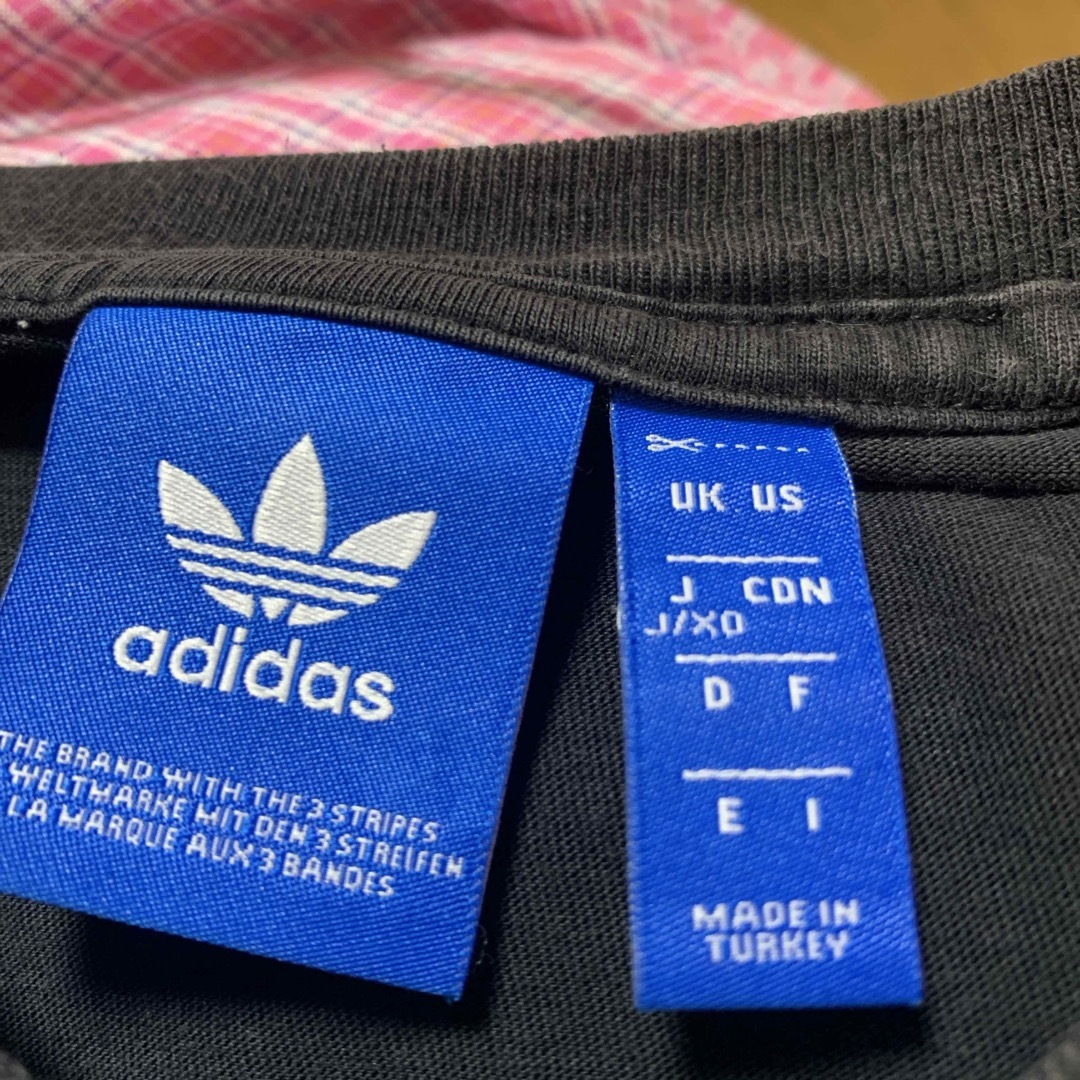 adidas
THE BRAND WITH THE 3 STRIPES
WELTMARKE MIT DEN 3 STREIFEN
LA MARQUE AUX 3 BANDES
UK US
J CDN
J/XO
D F
E I
MADE IN
TURKEY